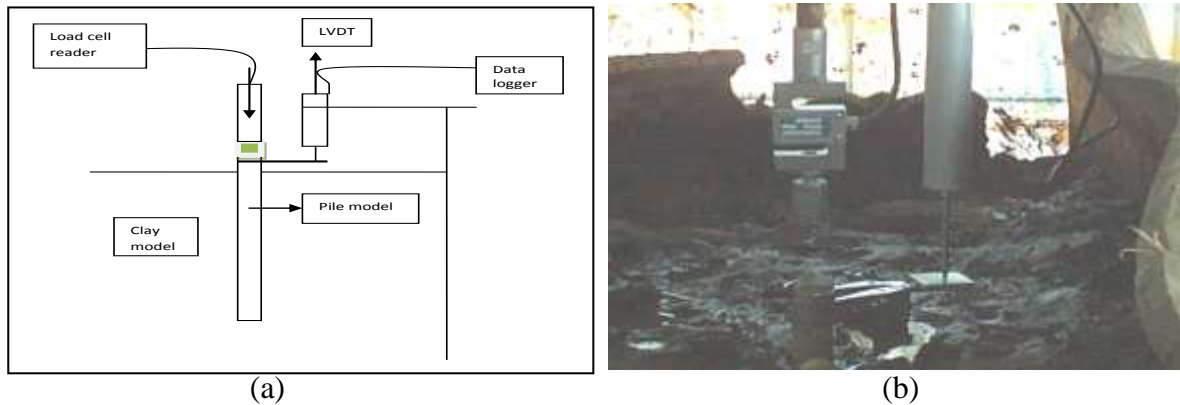 Load cell
reader
LVDT
Data
logger
Pile model
Clay
model
(a)
(b)